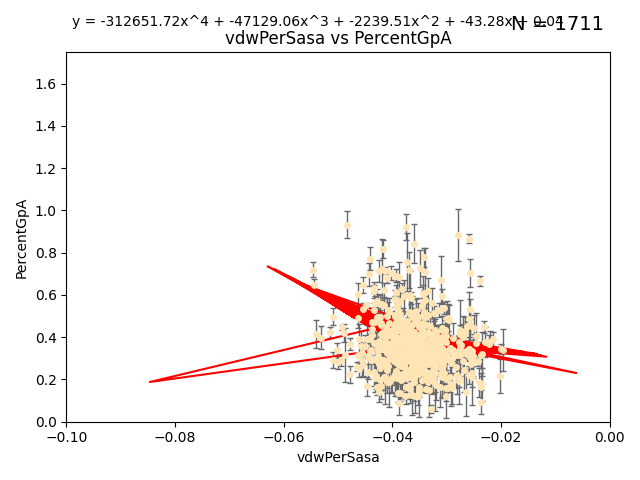 y = -312651.72x^4 + -47129.06x^3 + -2239.51x^2 + -43.28x + 0.04
N = 1711
vdwPerSasa vs PercentGpA
1.6
1.4
1.2
1.0
0.8
0.6
0.4
0.2
0.0
PercentGpA
−0.10 −0.08 −0.06 −0.04 −0.02 0.00
vdwPerSasa